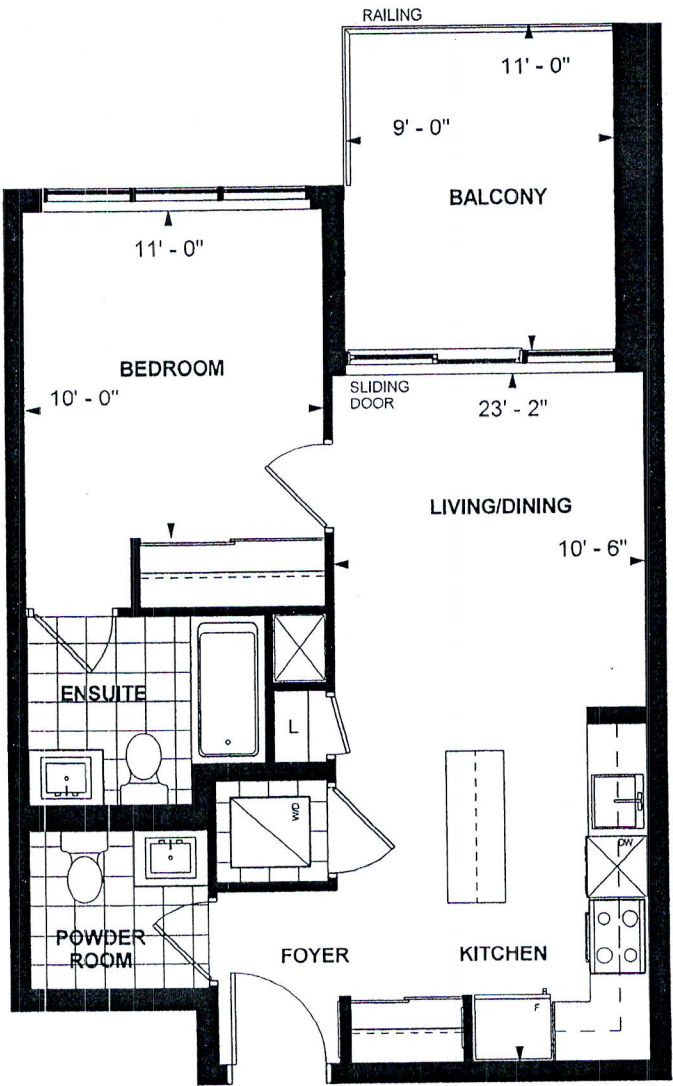 RAILING
11' - 0"
9' - 0"
BALCONY
11' - 0"
BEDROOM
10' - 0"
SLIDING
DOOR
23' - 2"
LIVING/DINING
10' - 6"
ENSUITE
L
W/D
DW
POWDER
ROOM
FOYER
KITCHEN
R
F